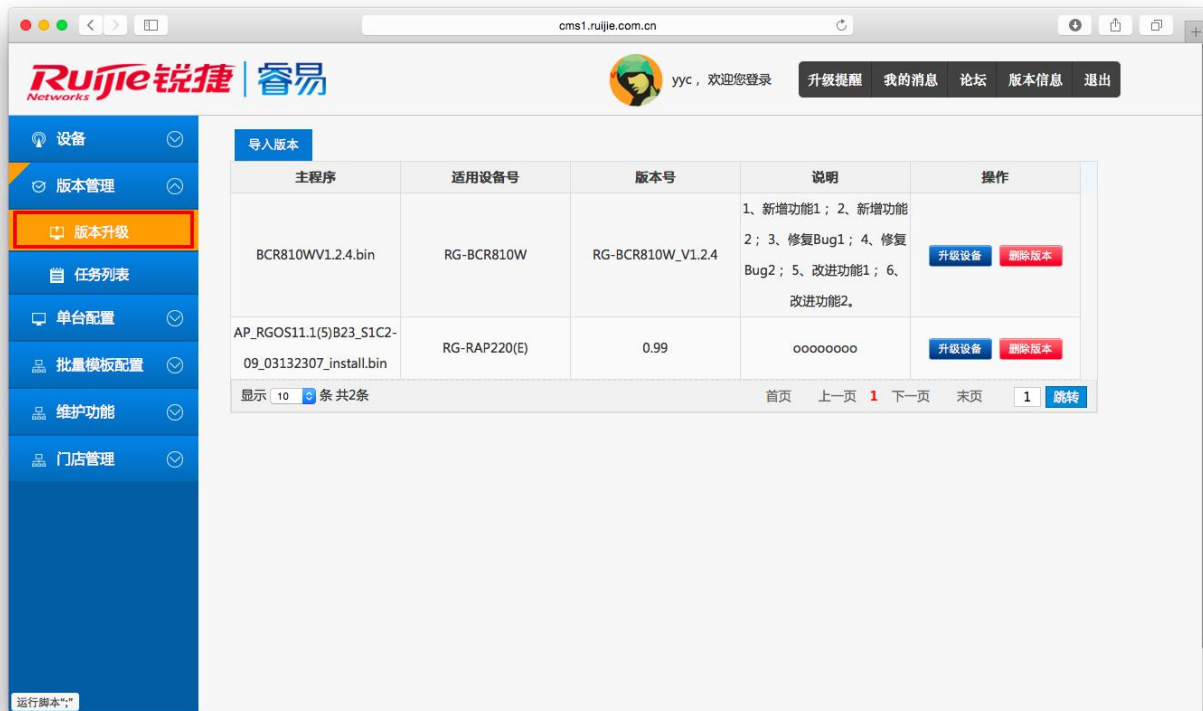 cms1.ruijie.com.cn
Ruijie锐捷 睿易
Networks
yyc， 欢迎您登录
升级提醒 我的消息 论坛 版本信息 退出
设备
版本管理
版本升级
任务列表
单台配置
批量模板配置
维护功能
门店管理
导入版本
主程序 适用设备号 版本号 说明 操作
BCR810WV1.2.4.bin RG-BCR810W RG-BCR810W_V1.2.4
1、新增功能1； 2、新增功能
2； 3、修复Bug1； 4、修复
Bug2； 5、改进功能1； 6、
改进功能2。
升级设备 删除版本
AP_RGOS11.1(5)B23_S1C2-
09_03132307_install.bin
RG-RAP220(E) 0.99 oooooooo 升级设备 删除版本
显示 10 条 共2条 首页 上一页 1 下一页 末页 1 跳转
运行脚本“;”